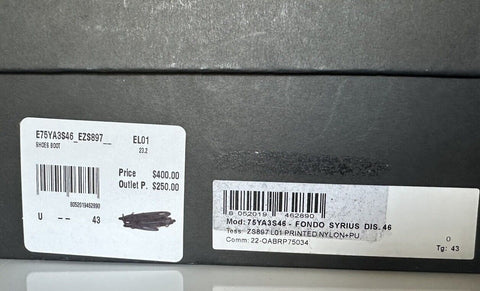 E75YA3S46_EZS897__ EL01
SHOES BOOT 23.2
Price $400.00
Outlet P. $250.00
8052019462890
U -- 43
8 052019 462890
Mod: 75YA3S46 - FONDO SYRIUS DIS. 46
Tess: ZS897 L01 PRINTED NYLON+PU
Comm: 22-OABRP75034
0
Tg: 43